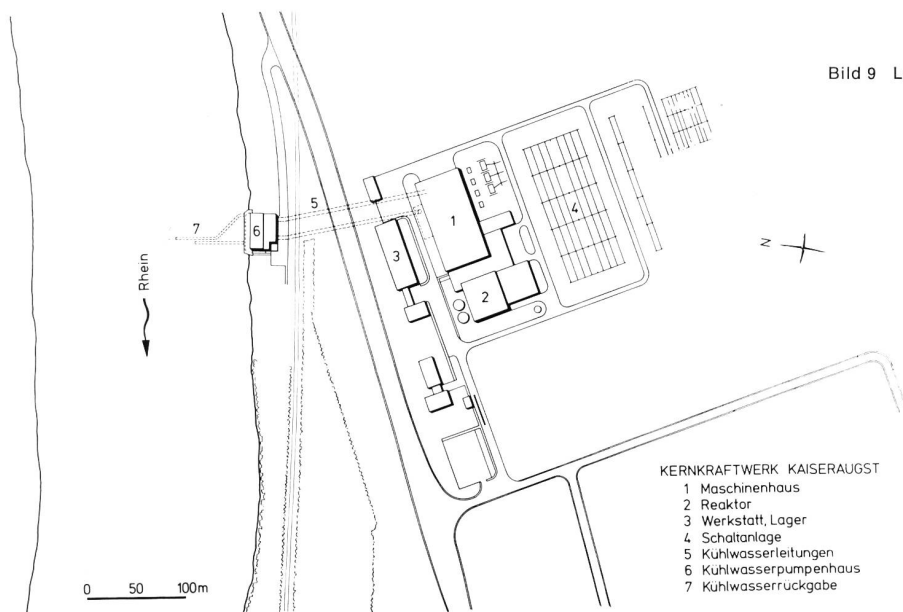 Bild 9 L
1
2
3
4
5
6
7
Rhein
N
0 50 100m
KERNKRAFTWERK KAISERAUGST
1 Maschinenhaus
2 Reaktor
3 Werkstatt, Lager
4 Schaltanlage
5 Kühlwasserleitungen
6 Kühlwasserpumpenhaus
7 Kühlwasserrückgabe